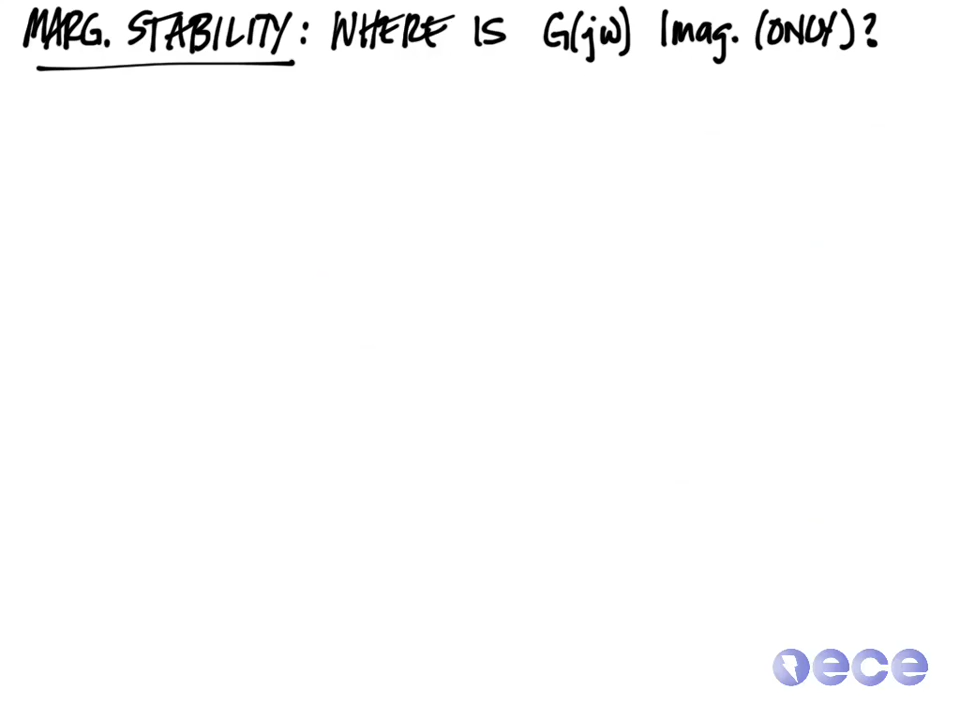 MARG. STABILITY: WHERE IS G(jω) Imag. (ONLY)?
ece